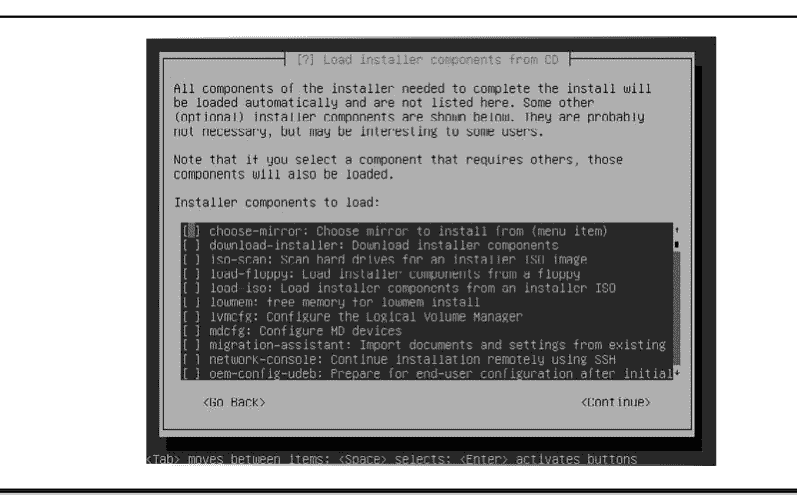 [?] Load installer components from CD
All components of the installer needed to complete the install will
be loaded automatically and are not listed here. Some other
(optional) installer components are shown below. They are probably
not necessary, but may be interesting to some users.
Note that if you select a component that requires others, those
components will also be loaded.
Installer components to load:
[ ] choose-mirror: Choose mirror to install from (menu item)
[ ] download-installer: Download installer components
[ ] iso-scan: Scan hard drives for an installer ISO image
[ ] load-floppy: Load installer components from a floppy
[ ] load-iso: Load installer components from an installer ISO
[ ] lowmem: free memory for lowmem install
[ ] lvmcfg: Configure the Logical Volume Manager
[ ] mdcfg: Configure MD devices
[ ] migration-assistant: Import documents and settings from existing
[ ] network-console: Continue installation remotely using SSH
[ ] oem-config-udeb: Prepare for end-user configuration after initial
<Go Back> <Continue>
<Tab> moves between items; <Space> selects; <Enter> activates buttons